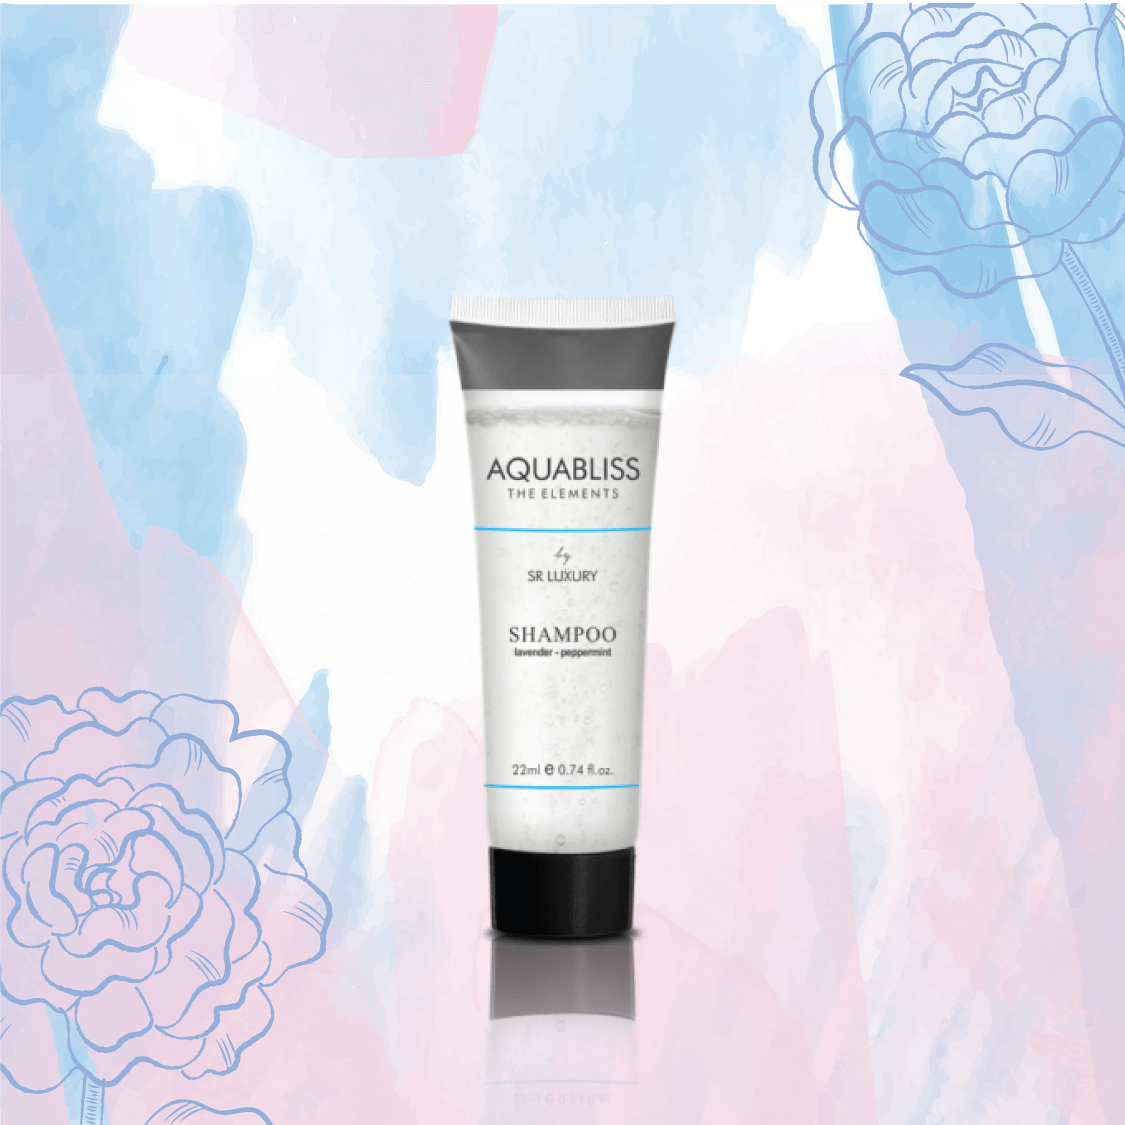 AQUABLISS
THE ELEMENTS
by
SR LUXURY
SHAMPOO
lavender - peppermint
22ml e 0.74 fl.oz.